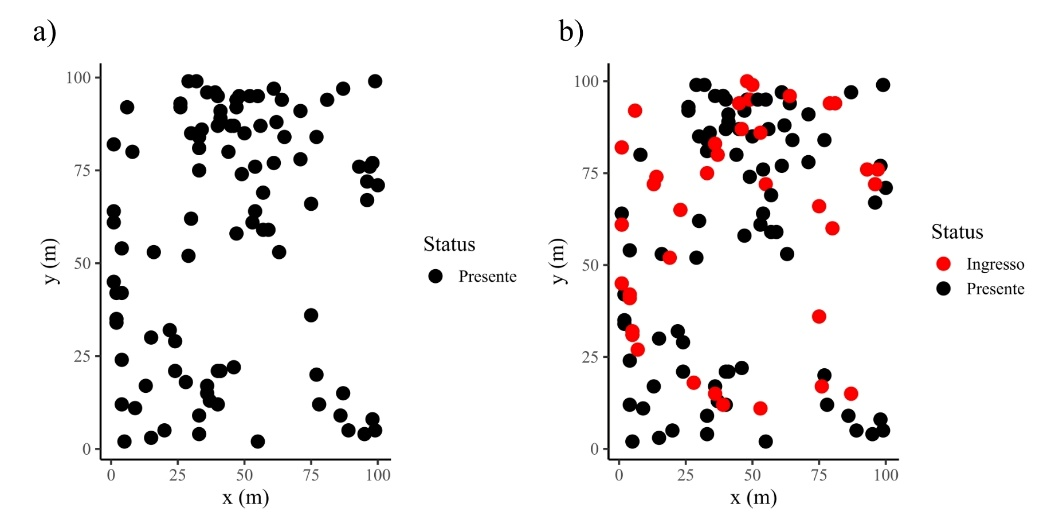 a)
100
75
50
25
0
y (m)
0 25 50 75 100
x (m)
Status
Presente
b)
100
75
50
25
0
y (m)
0 25 50 75 100
x (m)
Status
Ingresso
Presente